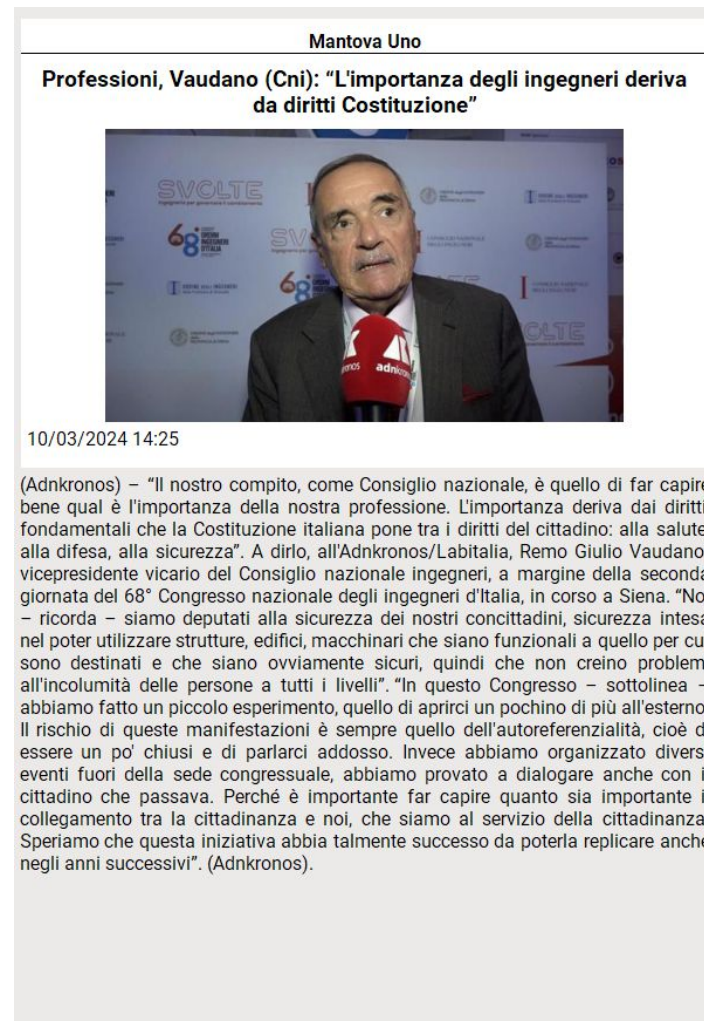 Mantova Uno
Professioni, Vaudano (Cni): “L'importanza degli ingegneri deriva
da diritti Costituzione”
SVOLTE
68
SV
68
SVOLTE
adnkronos
10/03/2024 14:25
(Adnkronos) – “Il nostro compito, come Consiglio nazionale, è quello di far capire
bene qual è l'importanza della nostra professione. L'importanza deriva dai diritti
fondamentali che la Costituzione italiana pone tra i diritti del cittadino: alla salute
alla difesa, alla sicurezza”. A dirlo, all'Adnkronos/Labitalia, Remo Giulio Vaudano
vicepresidente vicario del Consiglio nazionale ingegneri, a margine della seconda
giornata del 68° Congresso nazionale degli ingegneri d'Italia, in corso a Siena. “No
– ricorda – siamo deputati alla sicurezza dei nostri concittadini, sicurezza intesa
nel poter utilizzare strutture, edifici, macchinari che siano funzionali a quello per cu
sono destinati e che siano ovviamente sicuri, quindi che non creino problem
all'incolumità delle persone a tutti i livelli”. “In questo Congresso – sottolinea –
abbiamo fatto un piccolo esperimento, quello di aprirci un pochino di più all'esterno
Il rischio di queste manifestazioni è sempre quello dell'autoreferenzialità, cioè d
essere un po' chiusi e di parlarci addosso. Invece abbiamo organizzato divers
eventi fuori della sede congressuale, abbiamo provato a dialogare anche con i
cittadino che passava. Perché è importante far capire quanto sia importante i
collegamento tra la cittadinanza e noi, che siamo al servizio della cittadinanza
Speriamo che questa iniziativa abbia talmente successo da poterla replicare anche
negli anni successivi”. (Adnkronos).